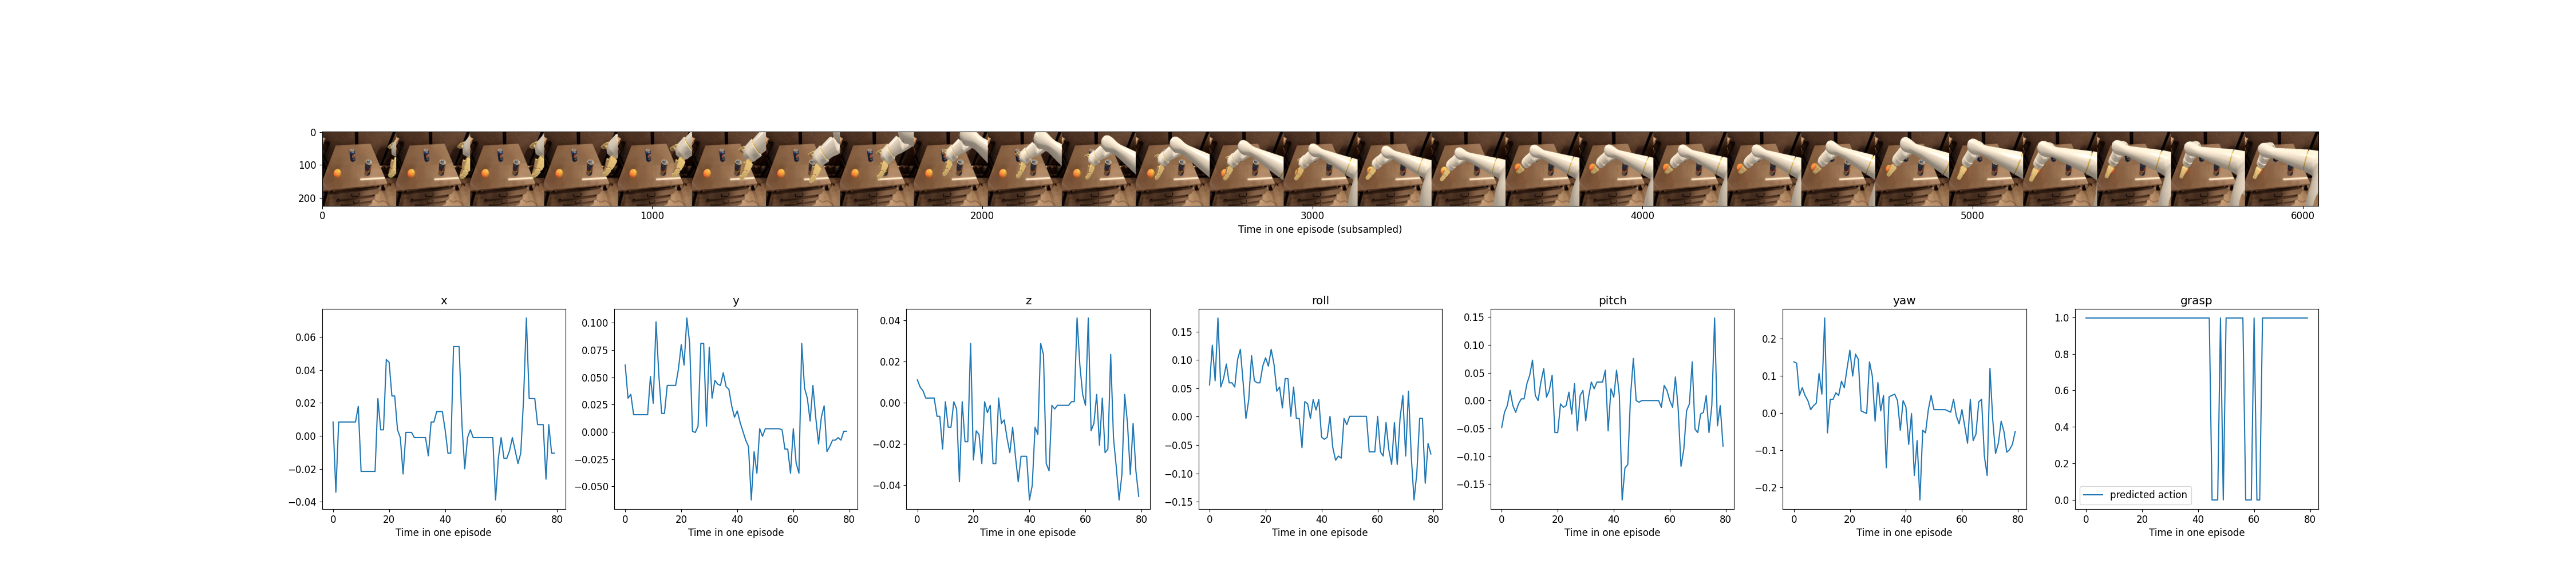 0
100
200
0 1000 2000 3000 4000 5000 6000
Time in one episode (subsampled)
x
0.06
0.04
0.02
0.00
−0.02
−0.04
0 20 40 60 80
Time in one episode
y
0.100
0.075
0.050
0.025
0.000
−0.025
−0.050
0 20 40 60 80
Time in one episode
z
0.04
0.02
0.00
−0.02
−0.04
0 20 40 60 80
Time in one episode
roll
0.15
0.10
0.05
0.00
−0.05
−0.10
−0.15
0 20 40 60 80
Time in one episode
pitch
0.15
0.10
0.05
0.00
−0.05
−0.10
−0.15
0 20 40 60 80
Time in one episode
yaw
0.2
0.1
0.0
−0.1
−0.2
0 20 40 60 80
Time in one episode
grasp
1.0
0.8
0.6
0.4
0.2
0.0
predicted action
0 20 40 60 80
Time in one episode